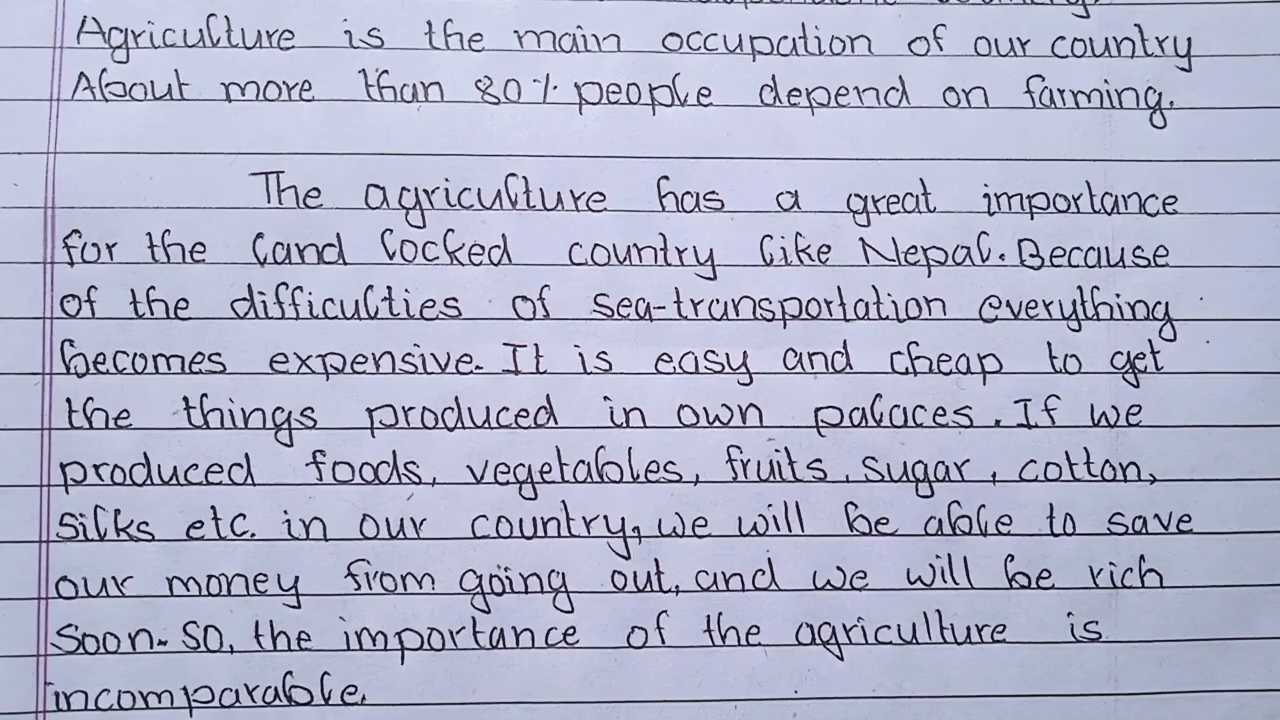 Agriculture is the main occupation of our country
About more than 80% people depend on farming.
The agriculture has a great importance
for the land locked country like Nepal. Because
of the difficulties of sea-transportation everything
becomes expensive. It is easy and cheap to get
the things produced in own palaces. If we
produced foods, vegetables, fruits, sugar, cotton,
silks etc. in our country, we will be able to save
our money from going out, and we will be rich
soon. So, the importance of the agriculture is
incomparable.